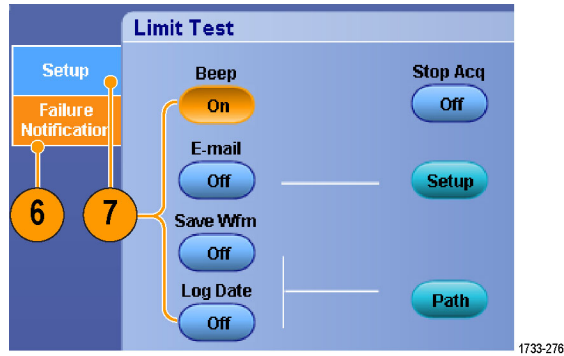 Limit Test
Setup
Failure
Notification
Beep
On
Stop Acq
Off
E-mail
Off
Setup
Save Wfm
Off
Log Date
Off
Path
6
7
1733-276